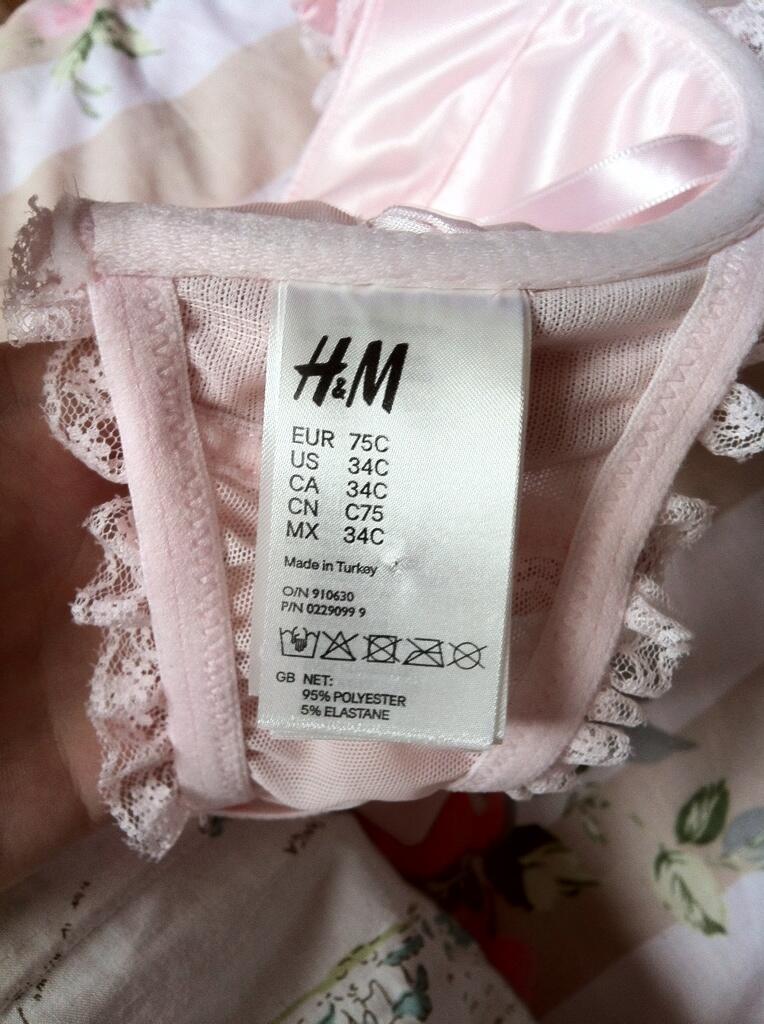 H&M
EUR 75C
US 34C
CA 34C
CN C75
MX 34C
Made in Turkey
O/N 910630
P/N 0229099 9
GB NET:
95% POLYESTER
5% ELASTANE